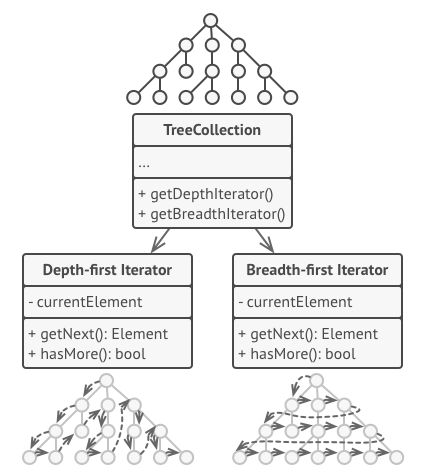 TreeCollection
...
+ getDepthIterator()
+ getBreadthIterator()
Depth-first Iterator
- currentElement
+ getNext(): Element
+ hasMore(): bool
Breadth-first Iterator
- currentElement
+ getNext(): Element
+ hasMore(): bool